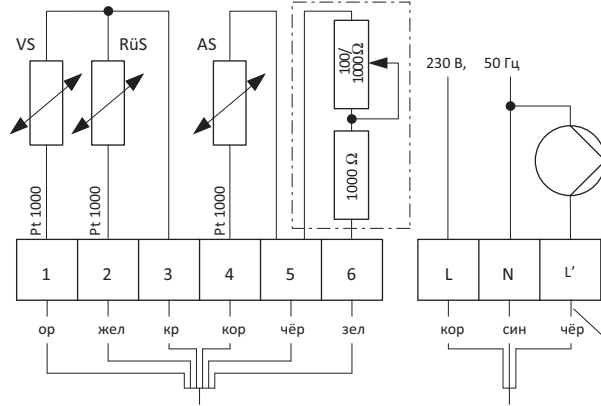 VS
RüS
AS
100/
1000 Ω
1000 Ω
230 В,
50 Гц
Pt 1000
Pt 1000
Pt 1000
1
2
3
4
5
6
L
N
L’
ор
жел
кр
кор
чёр
зел
кор
син
чёр